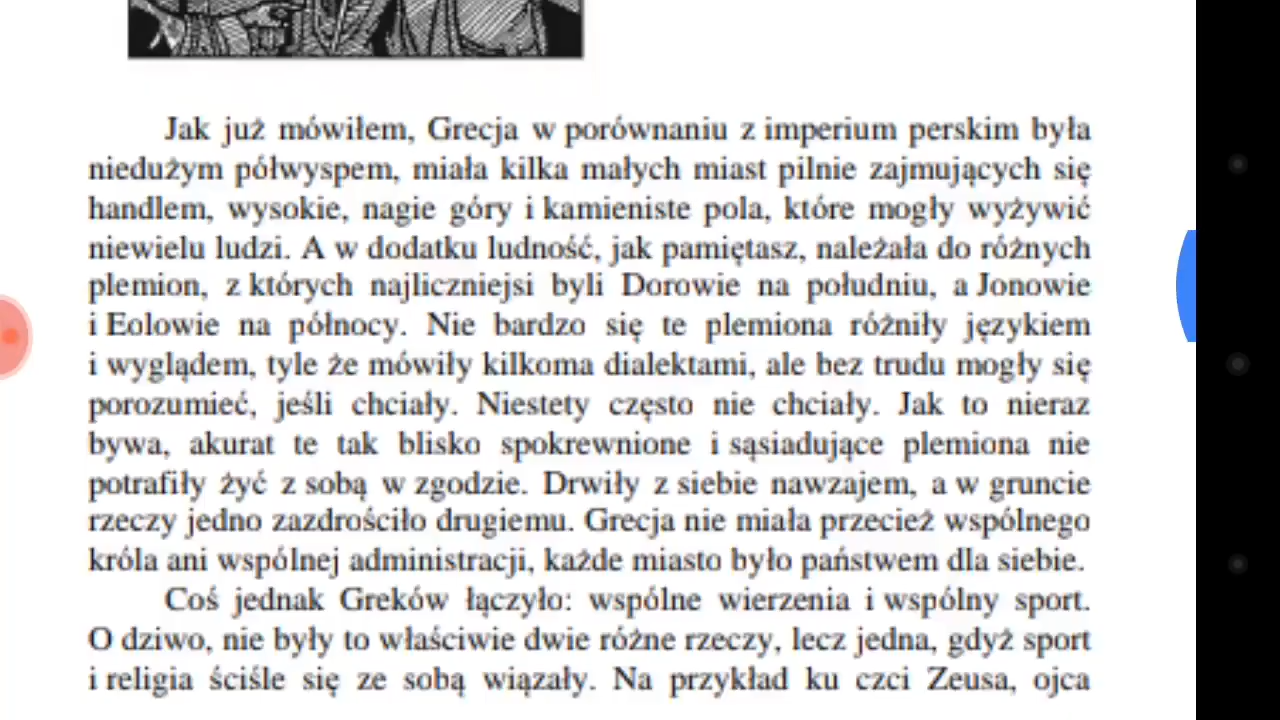 Jak już mówiłem, Grecja w porównaniu z imperium perskim była
niedużym półwyspem, miała kilka małych miast pilnie zajmujących się
handlem, wysokie, nagie góry i kamieniste pola, które mogły wyżywić
niewielu ludzi. A w dodatku ludność, jak pamiętasz, należała do różnych
plemion, z których najliczniejsi byli Dorowie na południu, a Jonowie
i Eolowie na północy. Nie bardzo się te plemiona różniły językiem
i wyglądem, tyle że mówiły kilkoma dialektami, ale bez trudu mogły się
porozumieć, jeśli chciały. Niestety często nie chciały. Jak to nieraz
bywa, akurat te tak blisko spokrewnione i sąsiadujące plemiona nie
potrafiły żyć z sobą w zgodzie. Drwiły z siebie nawzajem, a w gruncie
rzeczy jedno zazdrościło drugiemu. Grecja nie miała przecież wspólnego
króla ani wspólnej administracji, każde miasto było państwem dla siebie.
Coś jednak Greków łączyło: wspólne wierzenia i wspólny sport.
O dziwo, nie były to właściwie dwie różne rzeczy, lecz jedna, gdyż sport
i religia ściśle się ze sobą wiązały. Na przykład ku czci Zeusa, ojca